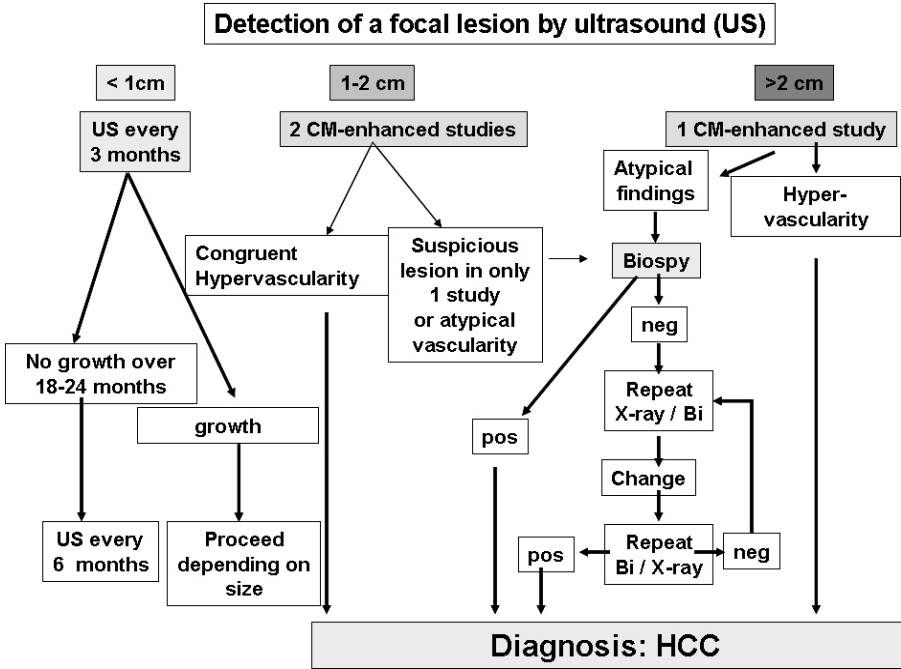 Detection of a focal lesion by ultrasound (US)
< 1cm
1-2 cm
>2 cm
US every
3 months
2 CM-enhanced studies
1 CM-enhanced study
Atypical
findings
Hyper-
vascularity
Congruent
Hypervascularity
Suspicious
lesion in only
1 study
or atypical
vascularity
Biospy
neg
No growth over
18-24 months
Repeat
X-ray / Bi
growth
pos
Change
US every
6 months
Proceed
depending on
size
pos
Repeat
Bi / X-ray
neg
Diagnosis: HCC